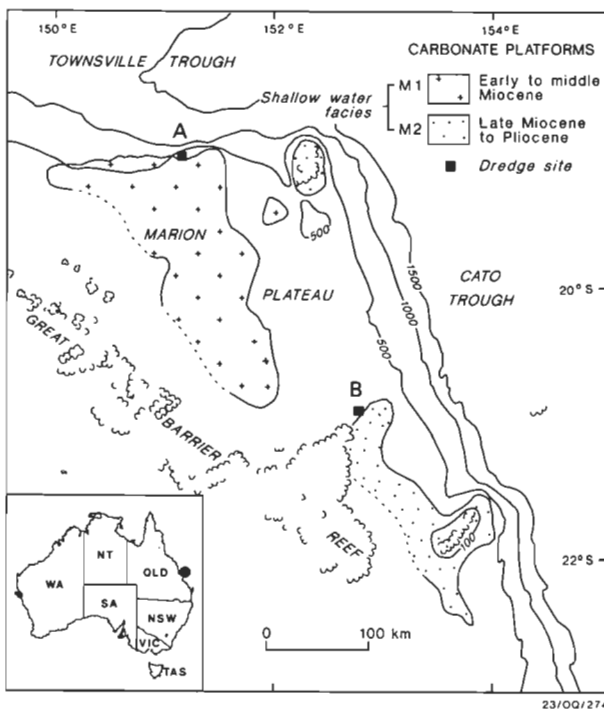 150°E
152°E
154°E
TOWNSVILLE TROUGH
CARBONATE PLATFORMS
Shallow water
facies
M1
Early to middle
Miocene
M2
Late Miocene
to Pliocene
Dredge site
A
500
MARION
PLATEAU
1500
1000
500
CATO
TROUGH
20°S
GREAT
BARRIER
REEF
B
100
22°S
NT
QLD
WA
SA
NSW
VIC
TAS
0
100 km
23/OQ/274